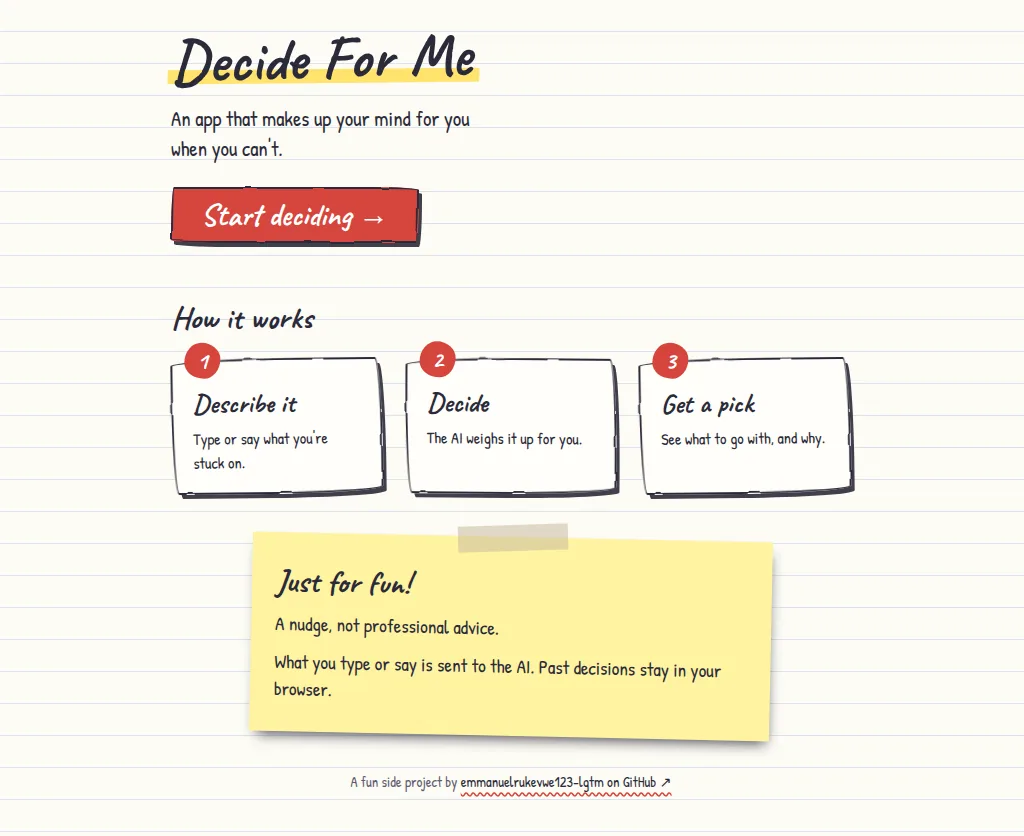 Decide For Me
An app that makes up your mind for you
when you can't.
Start deciding →
How it works
1
Describe it
Type or say what you're
stuck on.
2
Decide
The AI weighs it up for you.
3
Get a pick
See what to go with, and why.
Just for fun!
A nudge, not professional advice.
What you type or say is sent to the AI. Past decisions stay in your
browser.
A fun side project by emmanuelrukevwe123-lgtm on GitHub ↗